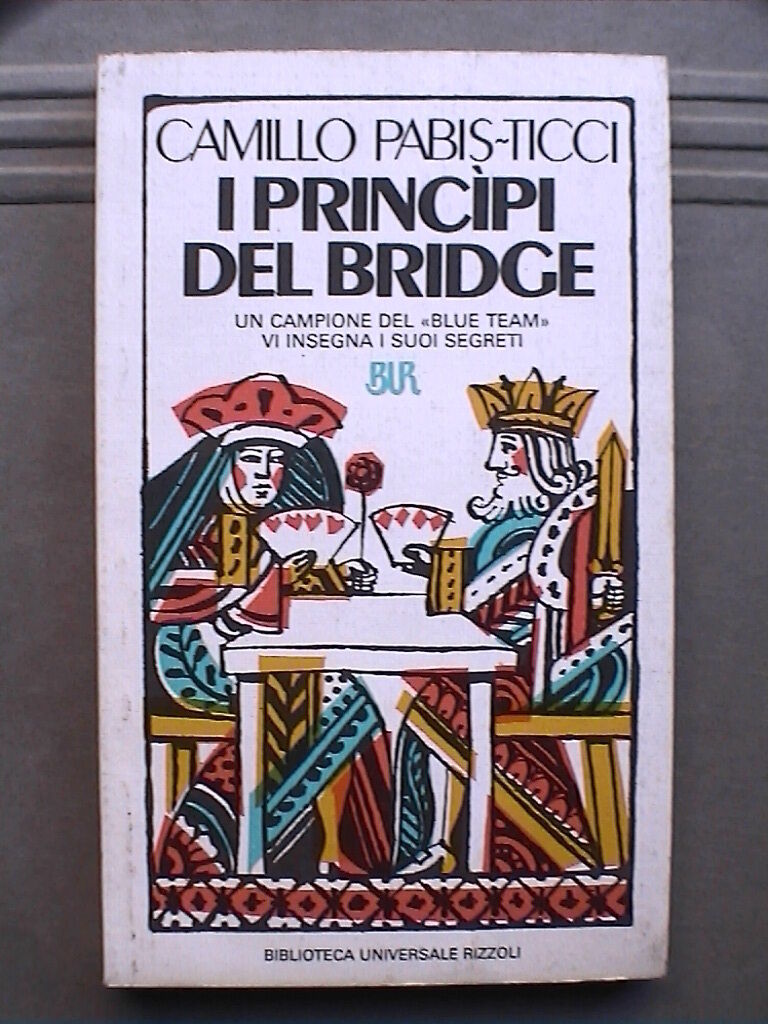 CAMILLO PABIS-TICCI
I PRINCÌPI
DEL BRIDGE
UN CAMPIONE DEL «BLUE TEAM»
VI INSEGNA I SUOI SEGRETI
BUR
BIBLIOTECA UNIVERSALE RIZZOLI